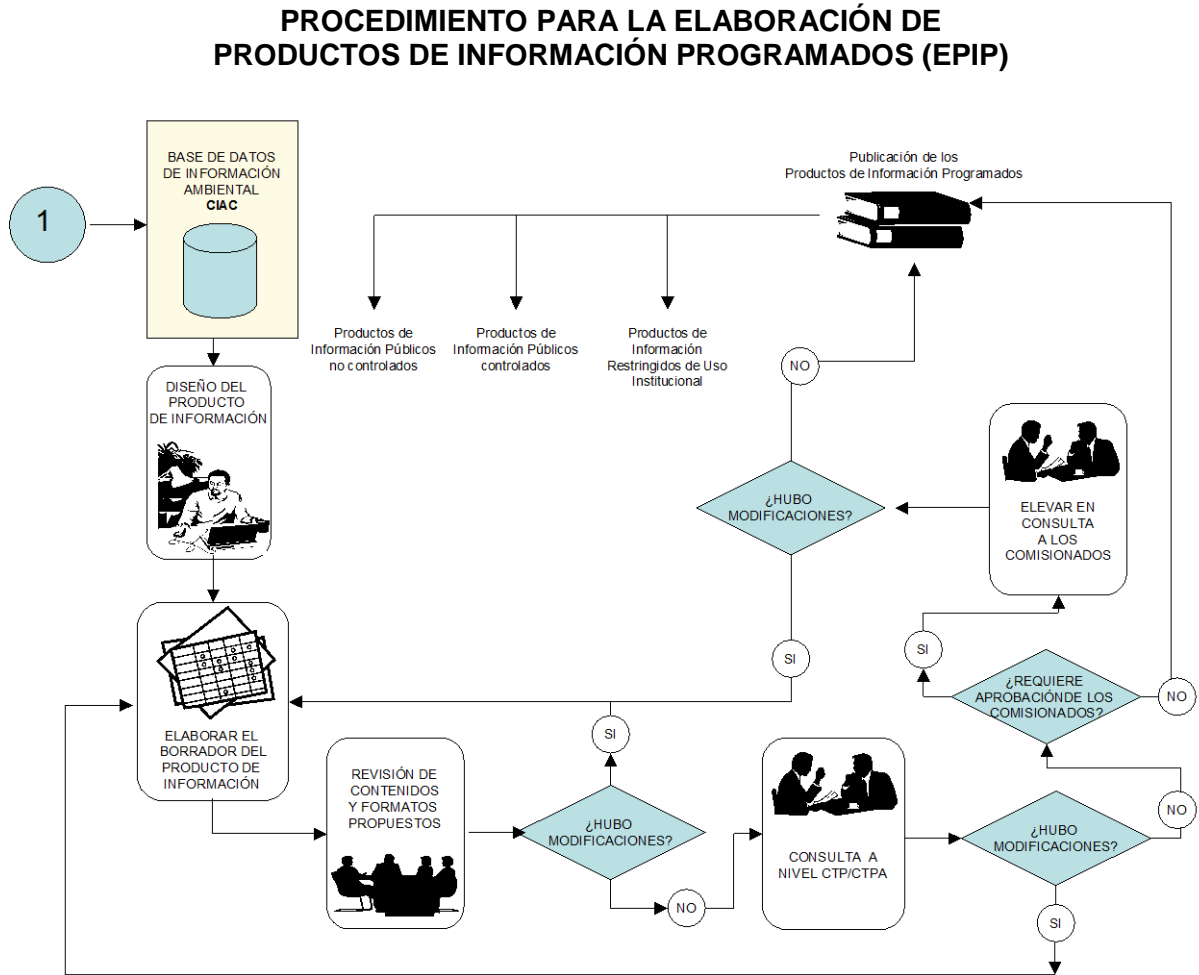 PROCEDIMIENTO PARA LA ELABORACIÓN DE
PRODUCTOS DE INFORMACIÓN PROGRAMADOS (EPIP)
1
BASE DE DATOS
DE INFORMACIÓN
AMBIENTAL
CIAC
Publicación de los
Productos de Información Programados
Productos de
Información Públicos
no controlados
Productos de
Información Públicos
controlados
Productos de
Información
Restringidos de Uso
Institucional
NO
DISEÑO DEL
PRODUCTO
DE INFORMACIÓN
¿HUBO
MODIFICACIONES?
ELEVAR EN
CONSULTA
A LOS
COMISIONADOS
SI
SI
¿REQUIERE
APROBACIÓNDE LOS
COMISIONADOS?
NO
ELABORAR EL
BORRADOR DEL
PRODUCTO DE
INFORMACIÓN
REVISIÓN DE
CONTENIDOS
Y FORMATOS
PROPUESTOS
SI
¿HUBO
MODIFICACIONES?
NO
CONSULTA A
NIVEL CTP/CTPA
¿HUBO
MODIFICACIONES?
NO
SI